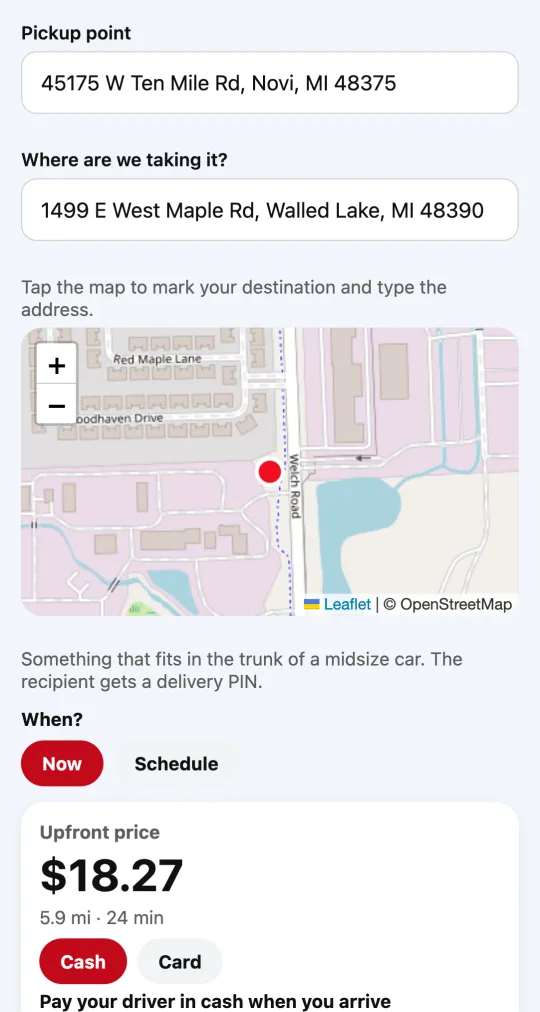 Pickup point
45175 W Ten Mile Rd, Novi, MI 48375
Where are we taking it?
1499 E West Maple Rd, Walled Lake, MI 48390
Tap the map to mark your destination and type the
address.
+
−
Red Maple Lane
oodhaven Drive
Welch Road
Leaflet | © OpenStreetMap
Something that fits in the trunk of a midsize car. The
recipient gets a delivery PIN.
When?
Now
Schedule
Upfront price
$18.27
5.9 mi · 24 min
Cash
Card
Pay your driver in cash when you arrive